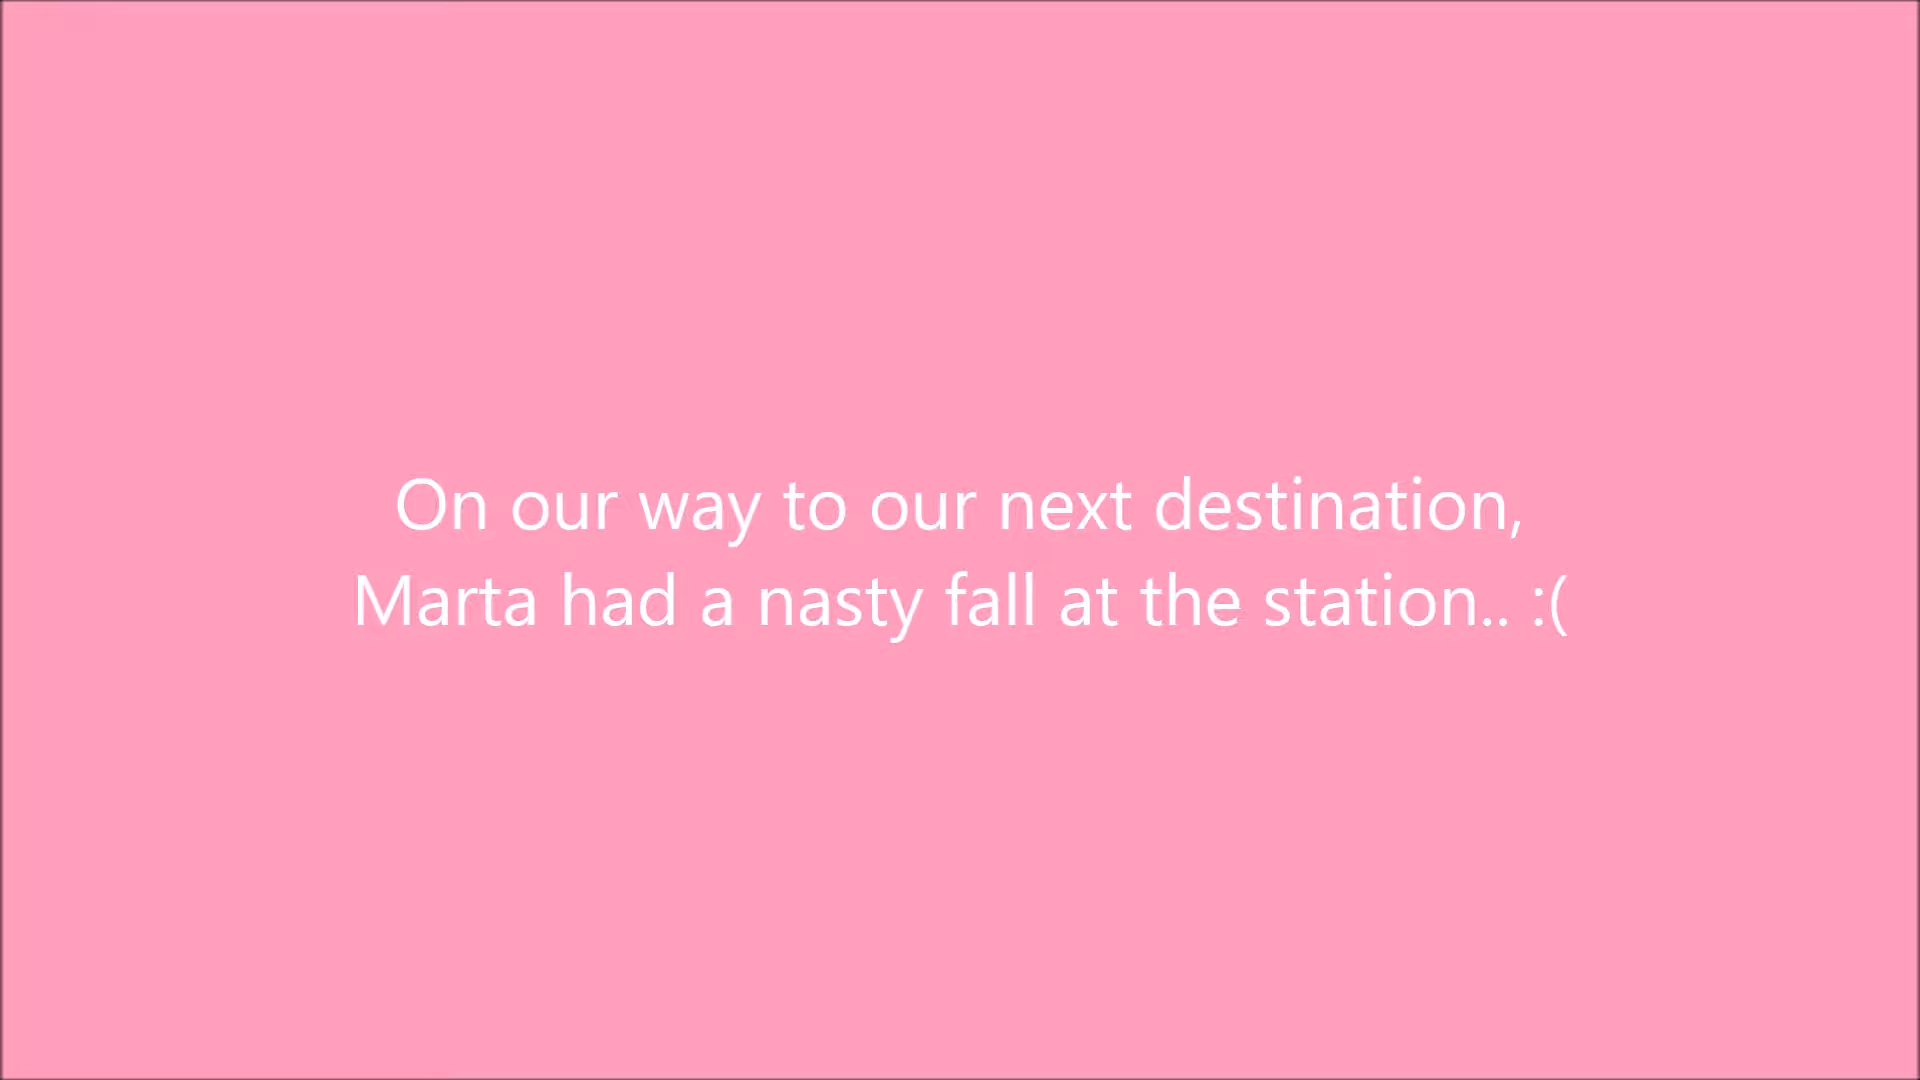 On our way to our next destination,
Marta had a nasty fall at the station.. :(